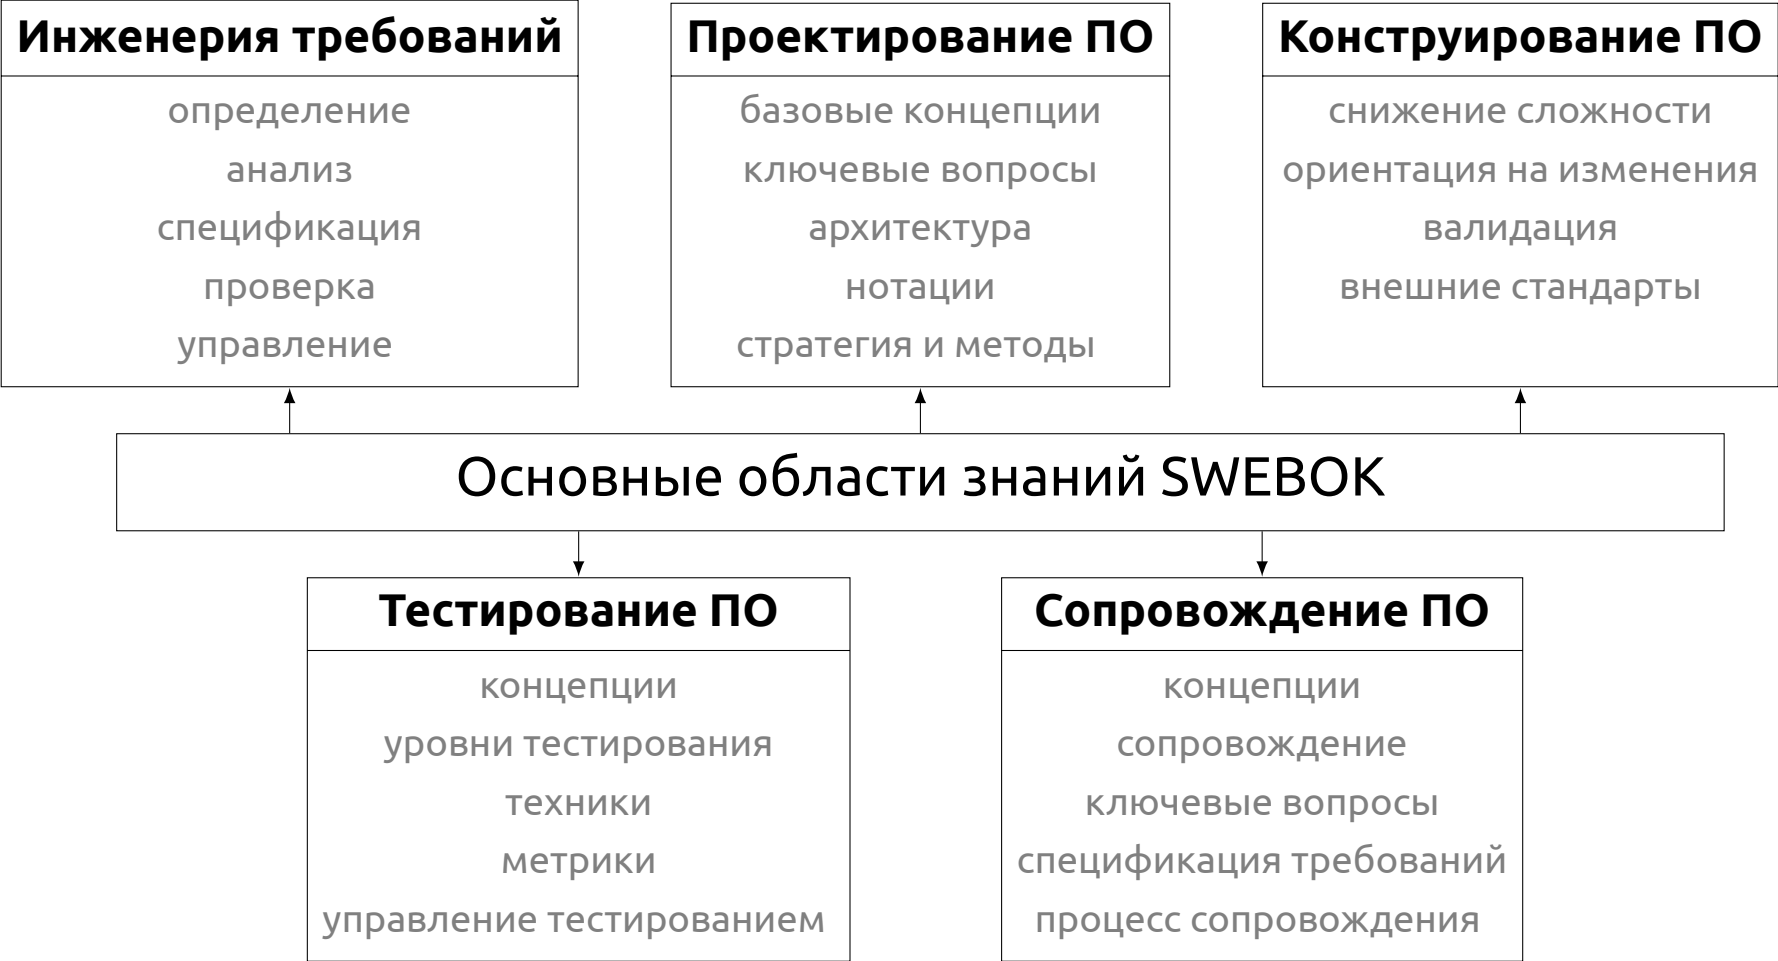 Инженерия требований
определение
анализ
спецификация
проверка
управление
Проектирование ПО
базовые концепции
ключевые вопросы
архитектура
нотации
стратегия и методы
Конструирование ПО
снижение сложности
ориентация на изменения
валидация
внешние стандарты
Основные области знаний SWEBOK
Тестирование ПО
концепции
уровни тестирования
техники
метрики
управление тестированием
Сопровождение ПО
концепции
сопровождение
ключевые вопросы
спецификация требований
процесс сопровождения